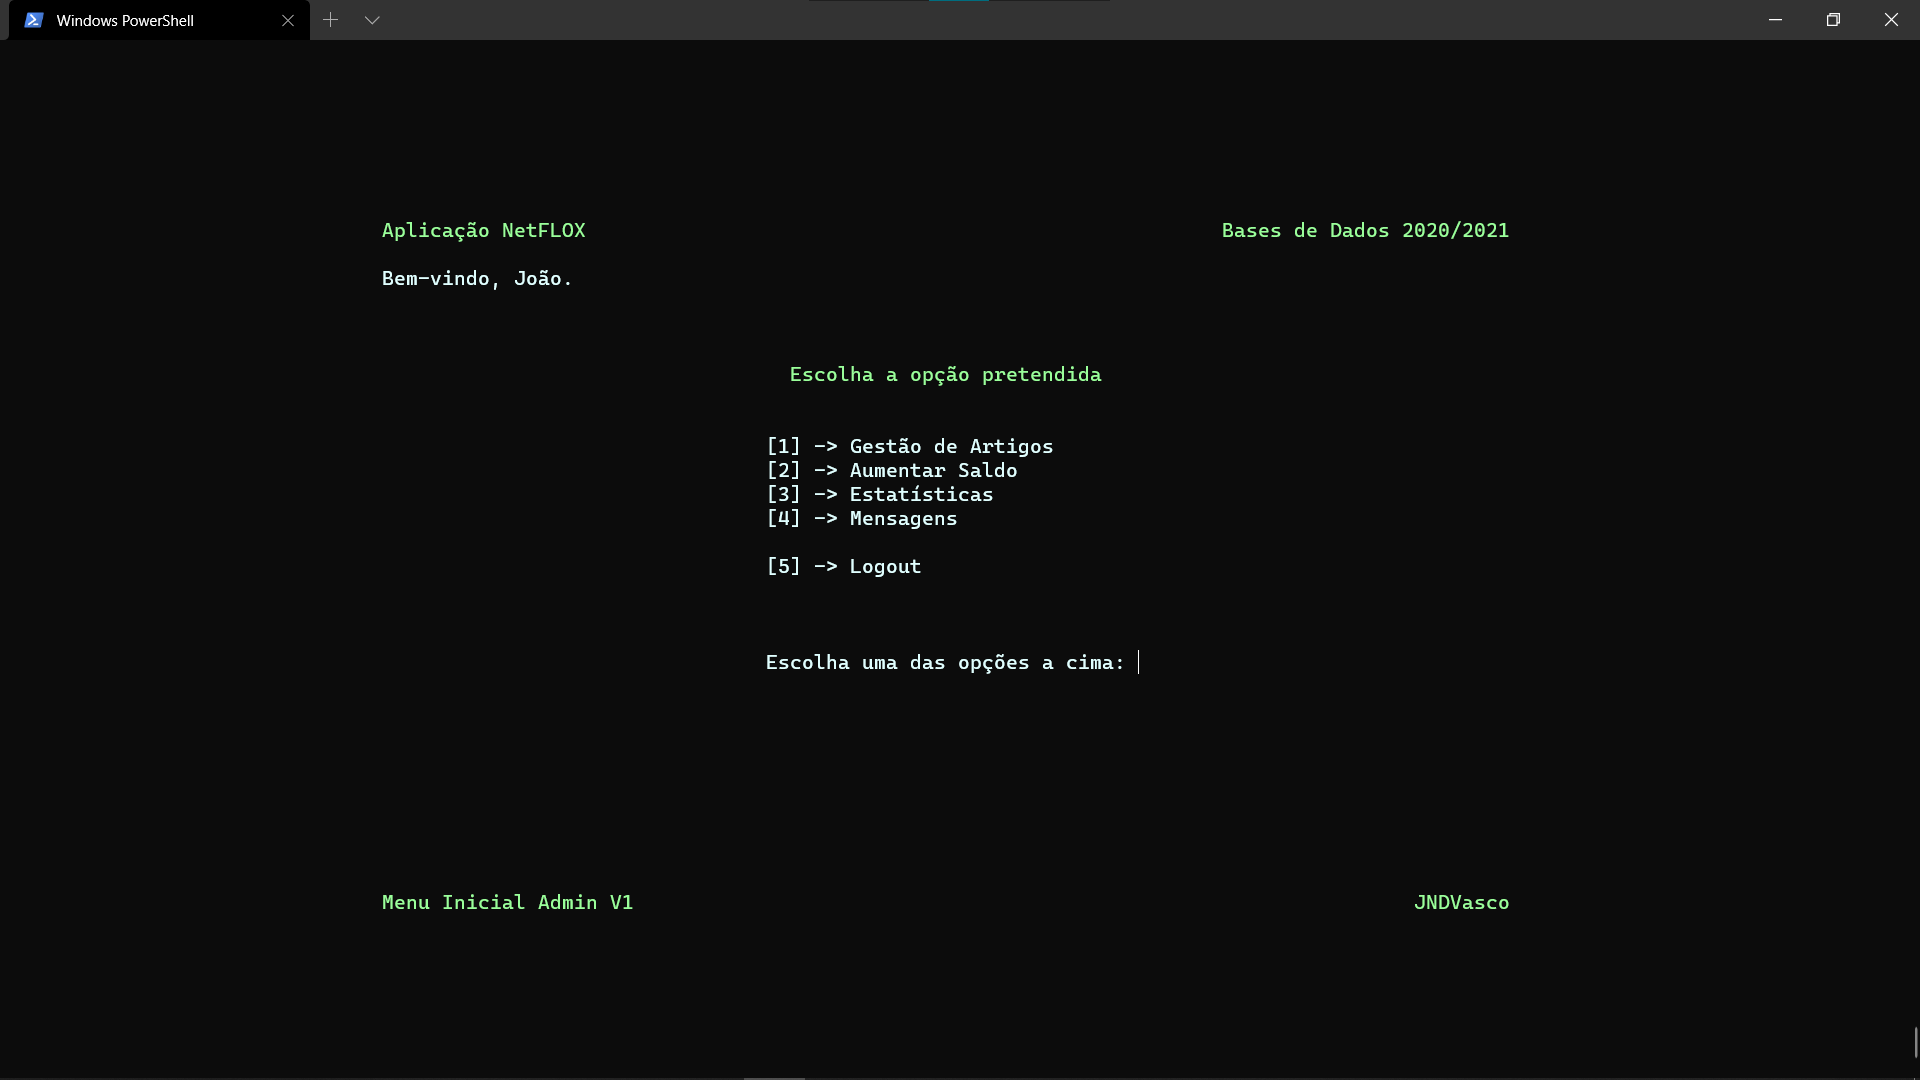 Windows PowerShell
Aplicação NetFLOX Bases de Dados 2020/2021
Bem-vindo, João.
Escolha a opção pretendida
[1] -> Gestão de Artigos
[2] -> Aumentar Saldo
[3] -> Estatísticas
[4] -> Mensagens
[5] -> Logout
Escolha uma das opções a cima:
Menu Inicial Admin V1 JNDVasco